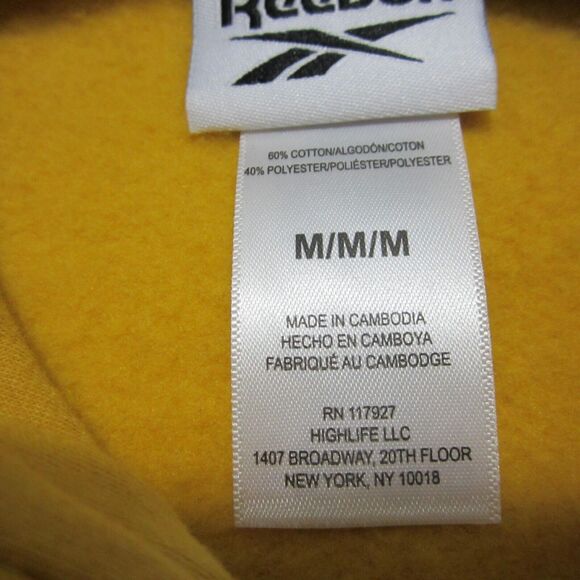 Reebok
60% COTTON/ALGODÓN/COTON
40% POLYESTER/POLIÉSTER/POLYESTER
M/M/M
MADE IN CAMBODIA
HECHO EN CAMBOYA
FABRIQUÉ AU CAMBODGE
RN 117927
HIGHLIFE LLC
1407 BROADWAY, 20TH FLOOR
NEW YORK, NY 10018